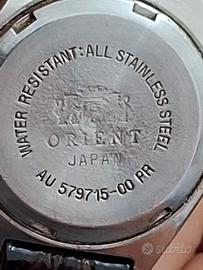 WATER RESISTANT: ALL STAINLESS STEEL
ORIENT
JAPAN
AU 579715-00 PR
subito